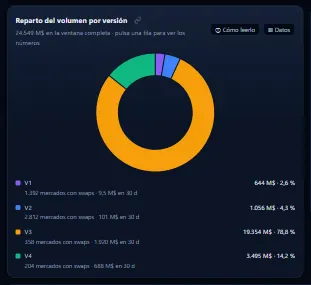 Reparto del volumen por versión
24.549 M$ en la ventana completa · pulsa una fila para ver los
números
Cómo leerlo
Datos
V1
644 M$ · 2,6 %
1.392 mercados con swaps · 9,5 M$ en 30 d
V2
1.056 M$ · 4,3 %
2.812 mercados con swaps · 101 M$ en 30 d
V3
19.354 M$ · 78,8 %
358 mercados con swaps · 1.920 M$ en 30 d
V4
3.495 M$ · 14,2 %
204 mercados con swaps · 668 M$ en 30 d